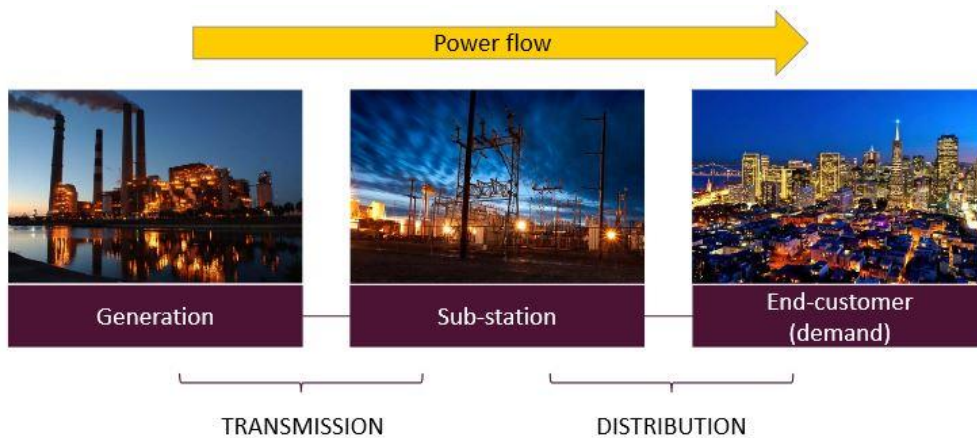 Power flow
Generation
Sub-station
End-customer
(demand)
TRANSMISSION
DISTRIBUTION